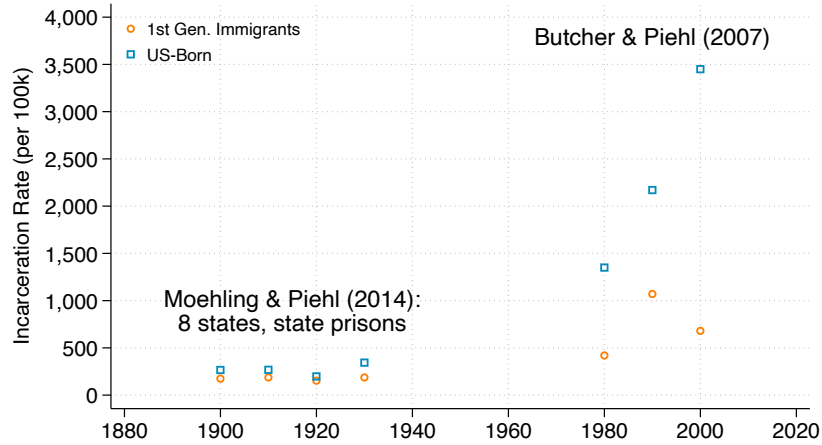 4,000
1st Gen. Immigrants
US-Born
Butcher & Piehl (2007)
3,500
3,000
2,500
2,000
1,500
1,000
500
0
Incarceration Rate (per 100k)
Moehling & Piehl (2014):
8 states, state prisons
1880
1900
1920
1940
1960
1980
2000
2020